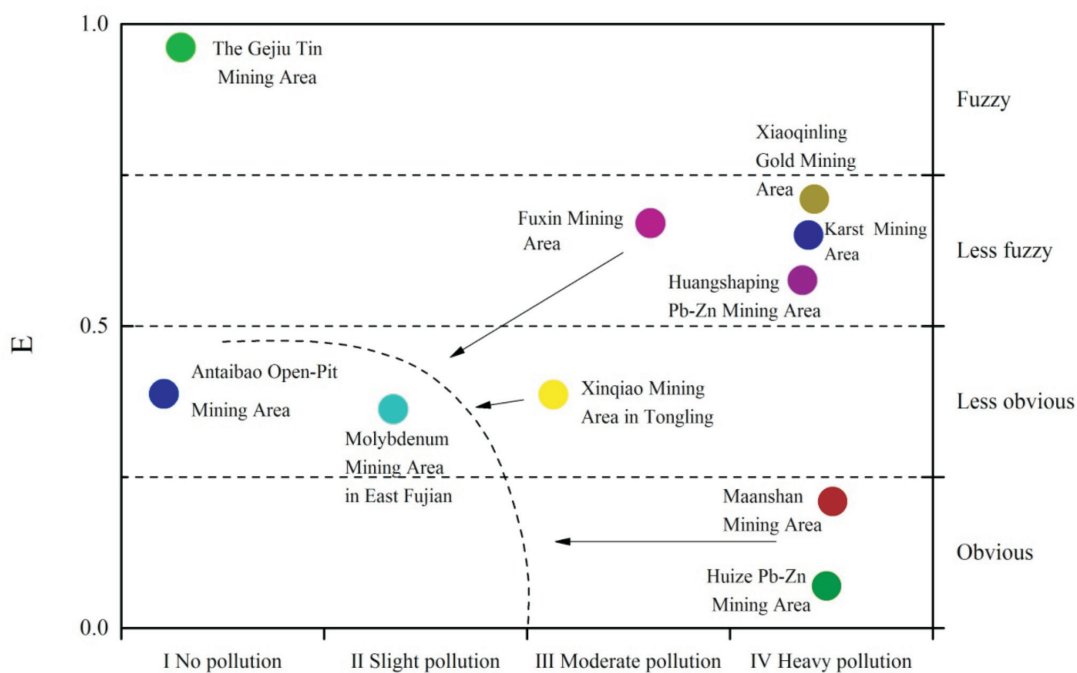 1.0
The Gejiu Tin
Mining Area
Fuzzy
Xiaoqinling
Gold Mining
Area
Fuxin Mining
Area
Karst Mining
Area
Less fuzzy
Huangshaping
Pb-Zn Mining Area
0.5
E
Antaibao Open-Pit
Mining Area
Xinqiao Mining
Area in Tongling
Less obvious
Molybdenum
Mining Area
in East Fujian
Maanshan
Mining Area
Obvious
Huize Pb-Zn
Mining Area
0.0
I No pollution
II Slight pollution
III Moderate pollution
IV Heavy pollution